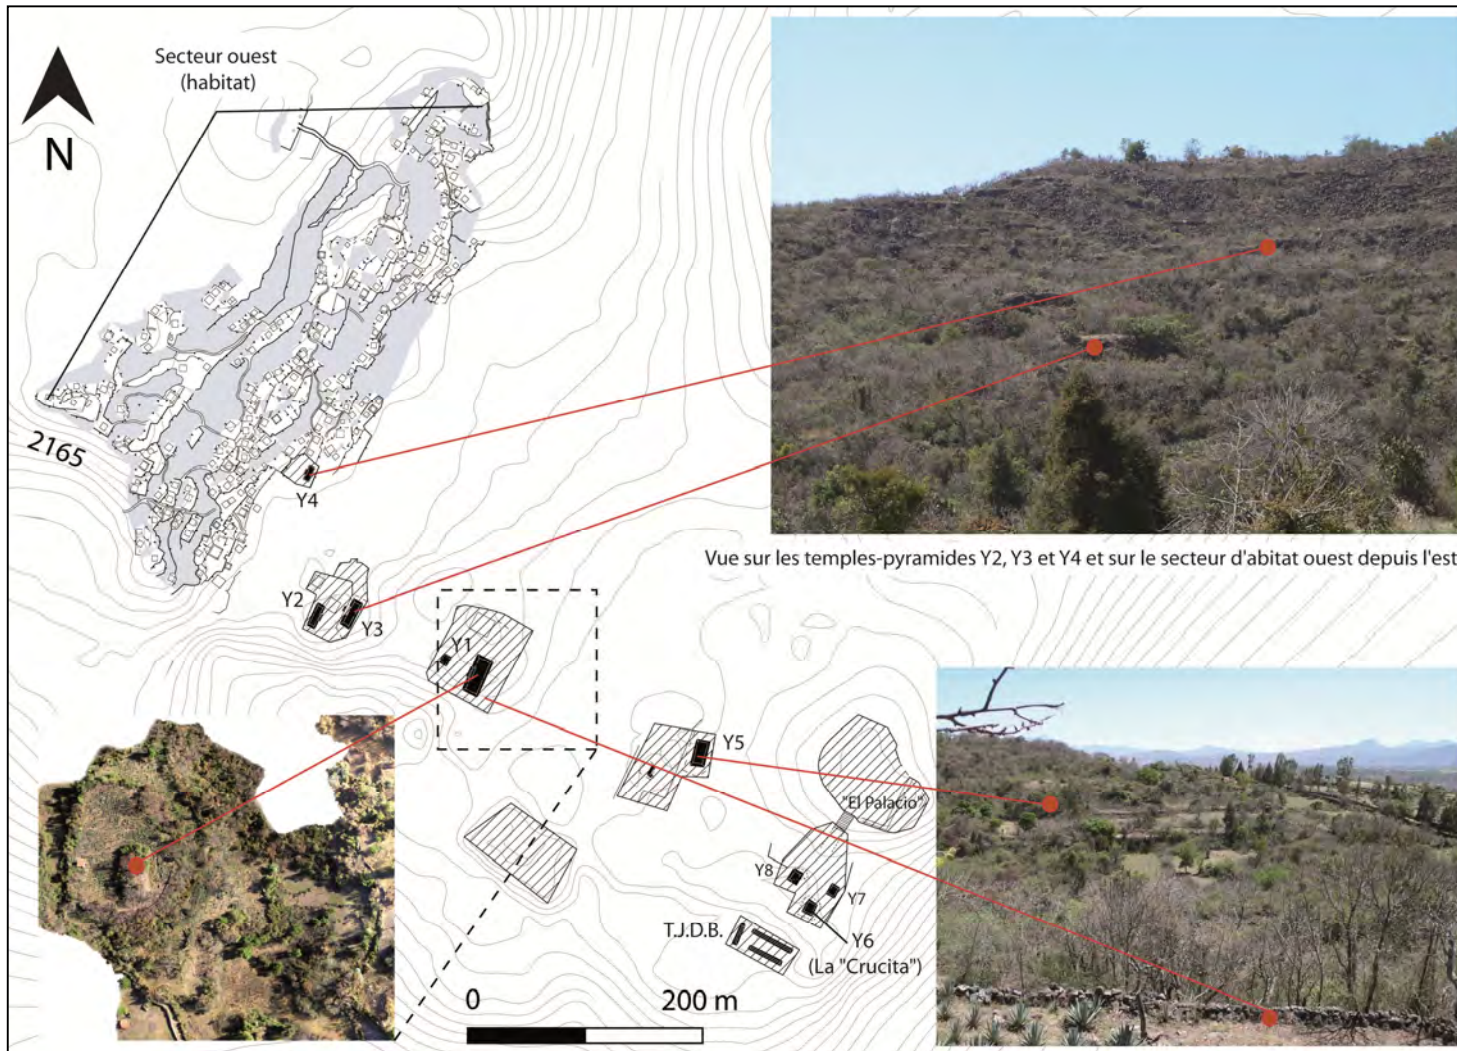 Secteur ouest
(habitat)
N
2165
Y4
Vue sur les temples-pyramides Y2, Y3 et Y4 et sur le secteur d'abitat ouest depuis l'est
Y2
Y3
Y1
Y5
"El Palacio"
Y8
Y7
T.J.D.B.
Y6
(La "Crucita")
0
200 m